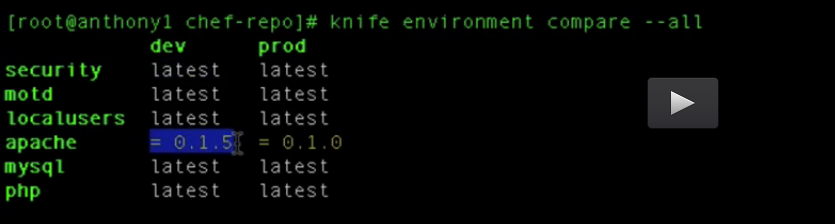 [root@anthony1 chef-repo]# knife environment compare --all
dev prod
security latest latest
motd latest latest
localusers latest latest
apache = 0.1.5 = 0.1.0
mysql latest latest
php latest latest